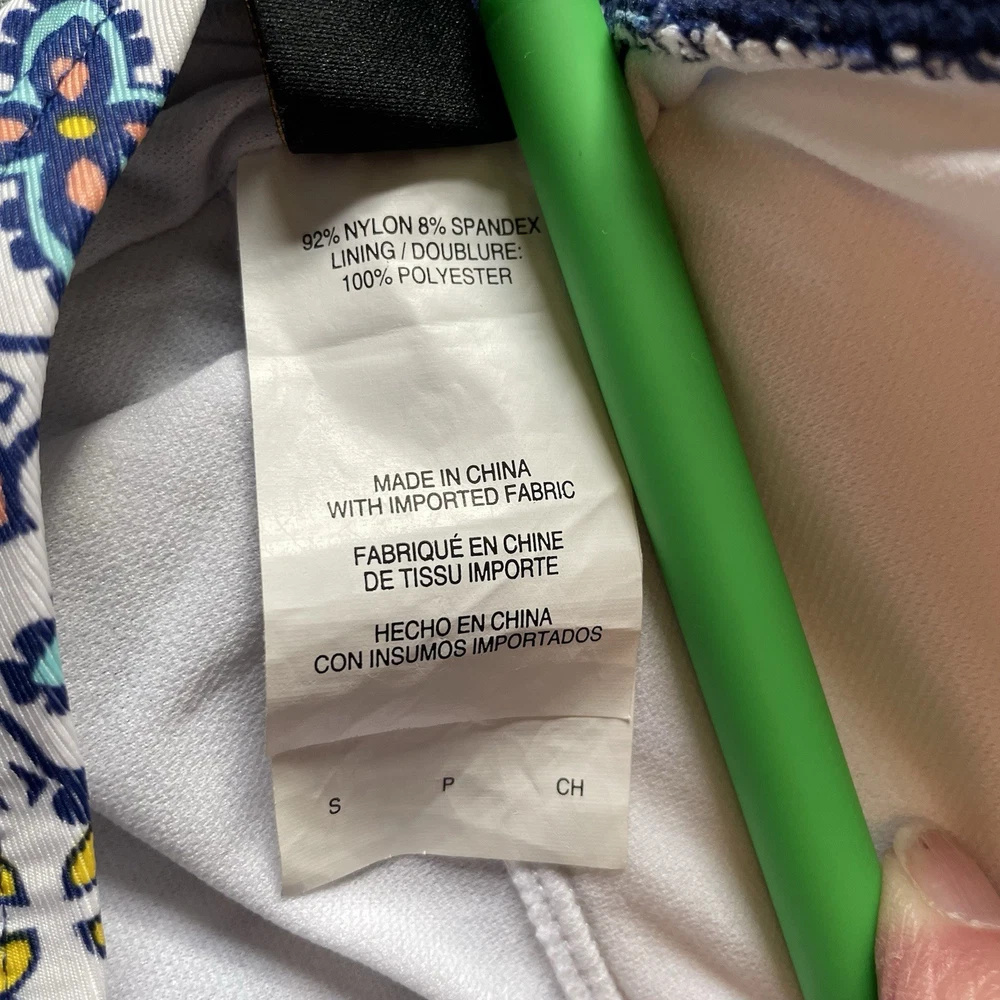 92% NYLON 8% SPANDEX
LINING / DOUBLURE:
100% POLYESTER
MADE IN CHINA
WITH IMPORTED FABRIC
FABRIQUÉ EN CHINE
DE TISSU IMPORTE
HECHO EN CHINA
CON INSUMOS IMPORTADOS
S P CH